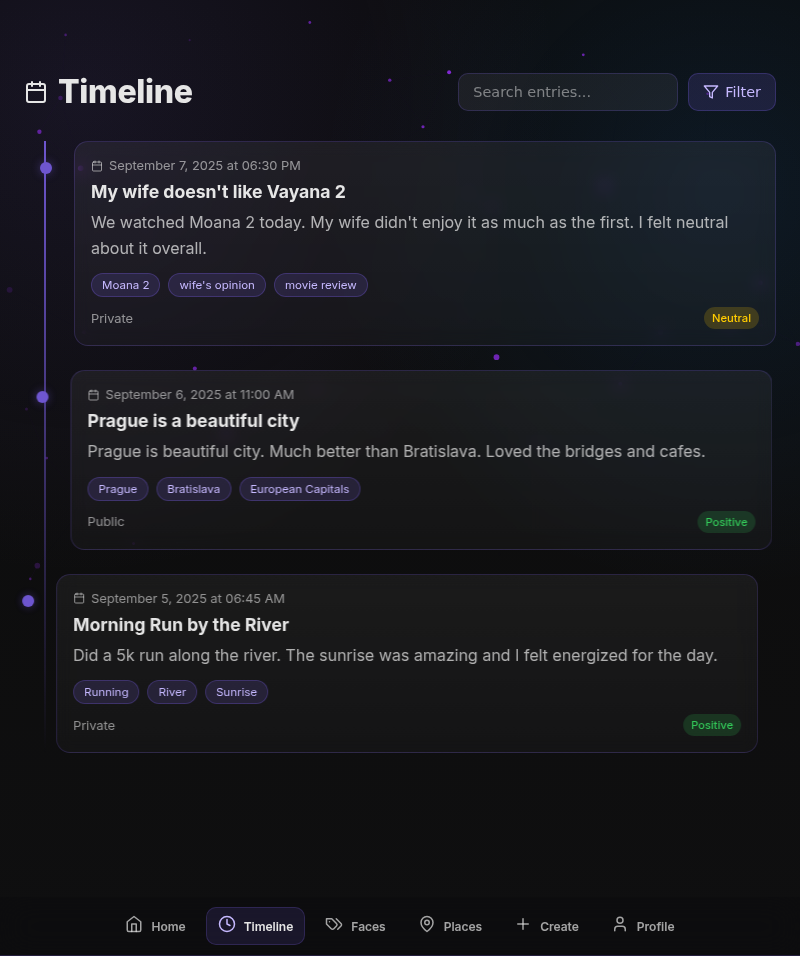 Timeline
Search entries...
Filter
September 7, 2025 at 06:30 PM
My wife doesn't like Vayana 2
We watched Moana 2 today. My wife didn't enjoy it as much as the first. I felt neutral
about it overall.
Moana 2 wife's opinion movie review
Private Neutral
September 6, 2025 at 11:00 AM
Prague is a beautiful city
Prague is beautiful city. Much better than Bratislava. Loved the bridges and cafes.
Prague Bratislava European Capitals
Public Positive
September 5, 2025 at 06:45 AM
Morning Run by the River
Did a 5k run along the river. The sunrise was amazing and I felt energized for the day.
Running River Sunrise
Private Positive
Home Timeline Faces Places Create Profile